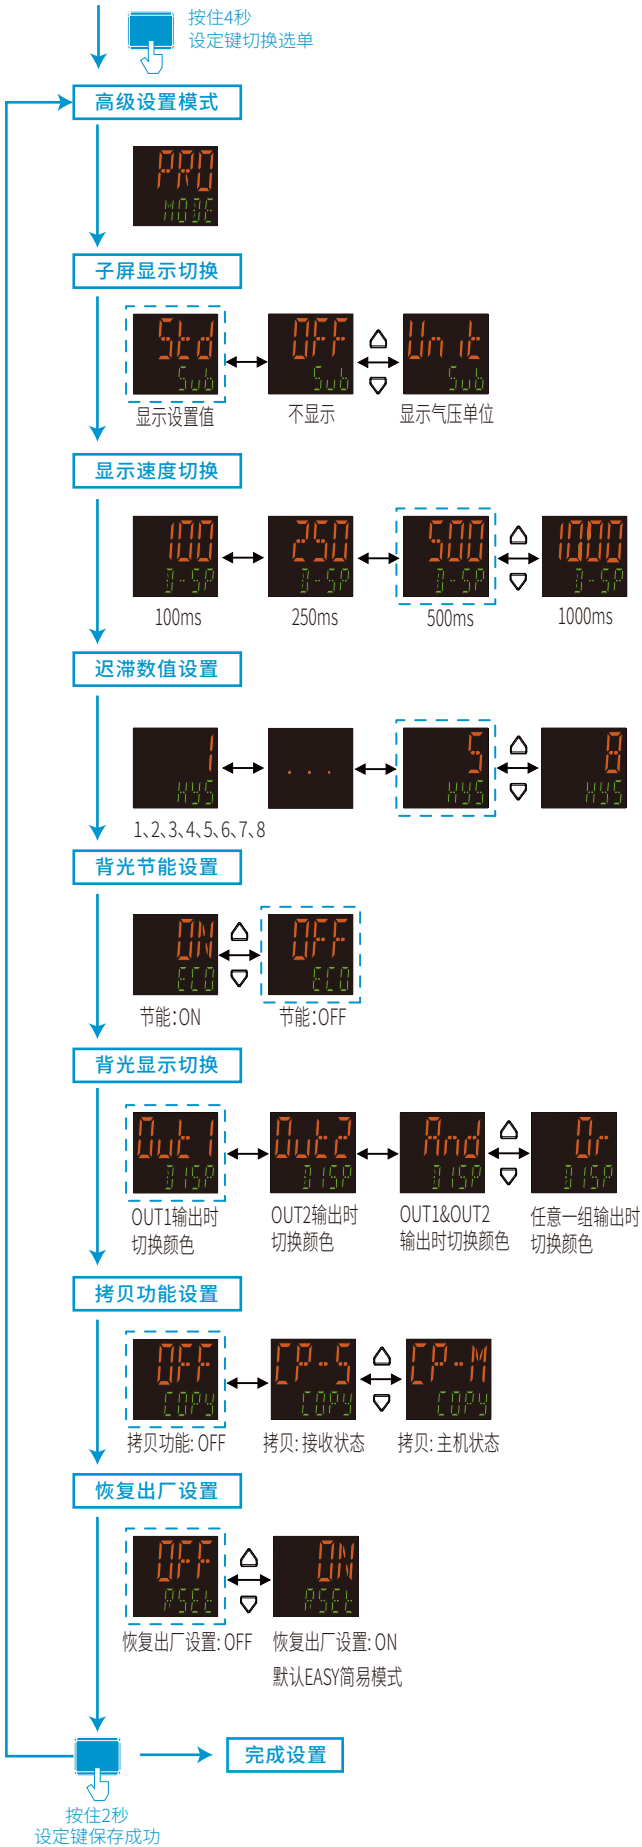 按住4秒
设定键切换选单
高级设置模式
PRO
MODE
子屏显示切换
Std
Sub
OFF
Sub
Unit
Sub
显示设置值
不显示
显示气压单位
显示速度切换
100
D-SP
250
D-SP
500
D-SP
1000
D-SP
100ms
250ms
500ms
1000ms
迟滞数值设置
1
HYS
...
5
HYS
8
HYS
1、2、3、4、5、6、7、8
背光节能设置
ON
ECO
OFF
ECO
节能:ON
节能:OFF
背光显示切换
Out1
DISP
Out2
DISP
And
DISP
Or
DISP
OUT1输出时
切换颜色
OUT2输出时
切换颜色
OUT1&OUT2
输出时切换颜色
任意一组输出时
切换颜色
拷贝功能设置
OFF
COPY
CP-S
COPY
CP-M
COPY
拷贝功能: OFF
拷贝: 接收状态
拷贝: 主机状态
恢复出厂设置
OFF
RSEt
ON
RSEt
恢复出厂设置: OFF
恢复出厂设置: ON
默认EASY简易模式
完成设置
按住2秒
设定键保存成功